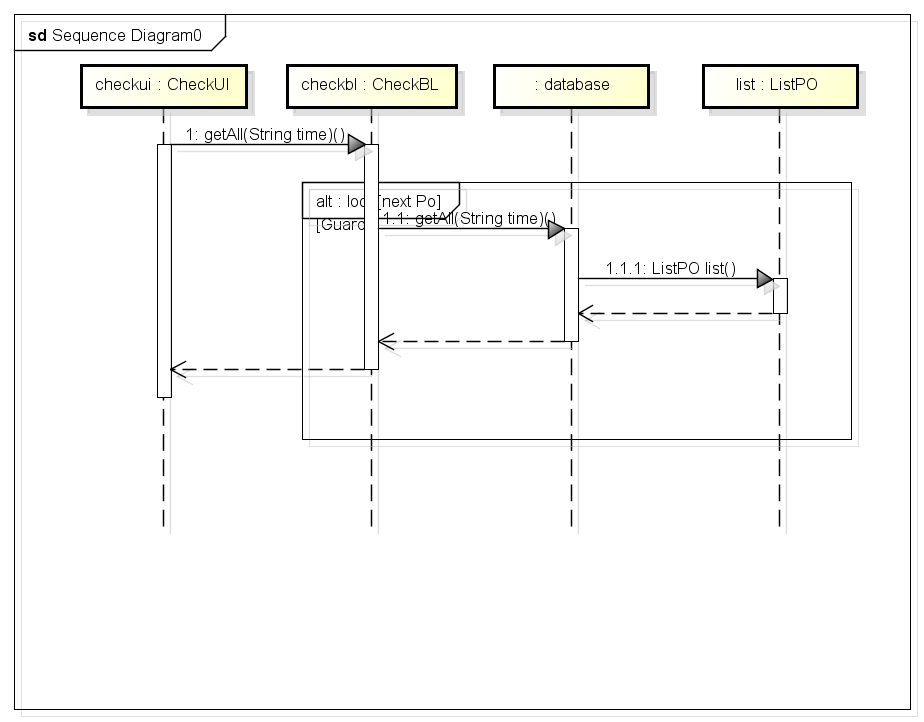 sd Sequence Diagram0
checkui : CheckUI
checkbl : CheckBL
: database
list : ListPO
1: getAll(String time)()
alt : loop [next Po]
[Guard
1.1: getAll(String time)()
1.1.1: ListPO list()